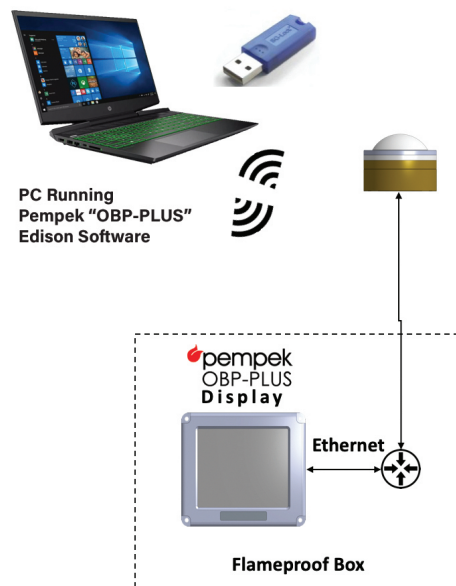 PC Running
Pempek “OBP-PLUS”
Edison Software
pempek
OBP-PLUS
Display
Ethernet
Flameproof Box